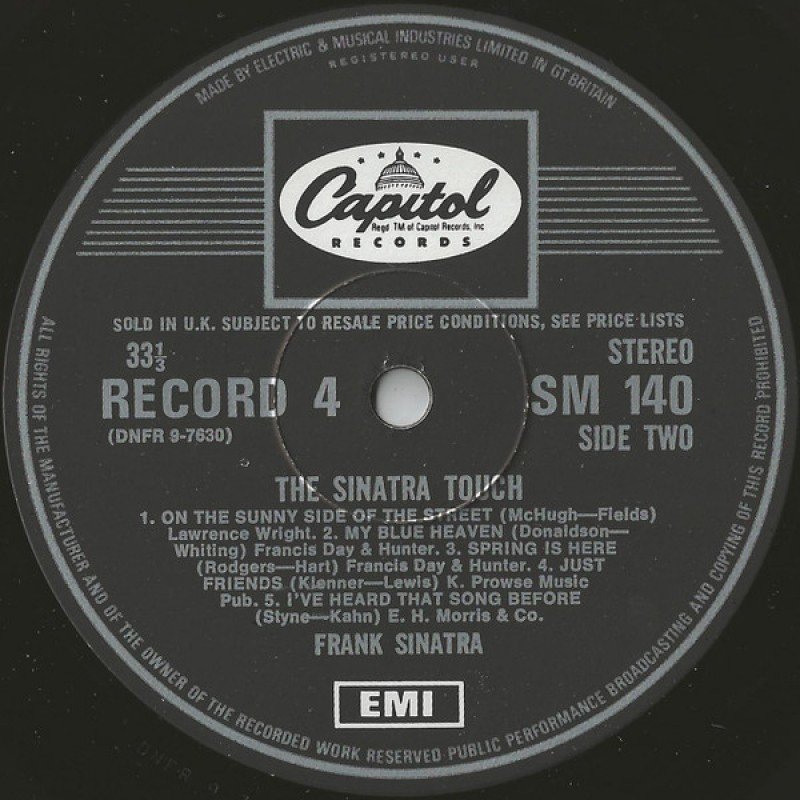 MADE BY ELECTRIC & MUSICAL INDUSTRIES LIMITED IN GT BRITAIN
REGISTERED USER
Capitol
Regd TM of Capitol Records, Inc
RECORDS
SOLD IN U.K. SUBJECT TO RESALE PRICE CONDITIONS, SEE PRICE LISTS
33⅓ STEREO
RECORD 4 SM 140
(DNFR 9-7630) SIDE TWO
THE SINATRA TOUCH
1. ON THE SUNNY SIDE OF THE STREET (McHugh—Fields)
Lawrence Wright. 2. MY BLUE HEAVEN (Donaldson—
Whiting) Francis Day & Hunter. 3. SPRING IS HERE
(Rodgers—Hart) Francis Day & Hunter. 4. JUST
FRIENDS (Klenner—Lewis) K. Prowse Music
Pub. 5. I'VE HEARD THAT SONG BEFORE
(Styne—Kahn) E. H. Morris & Co.
FRANK SINATRA
EMI
ALL RIGHTS OF THE MANUFACTURER AND OF THE OWNER OF THE RECORDED WORK RESERVED PUBLIC PERFORMANCE BROADCASTING AND COPYING OF THIS RECORD PROHIBITED
DNFR 9